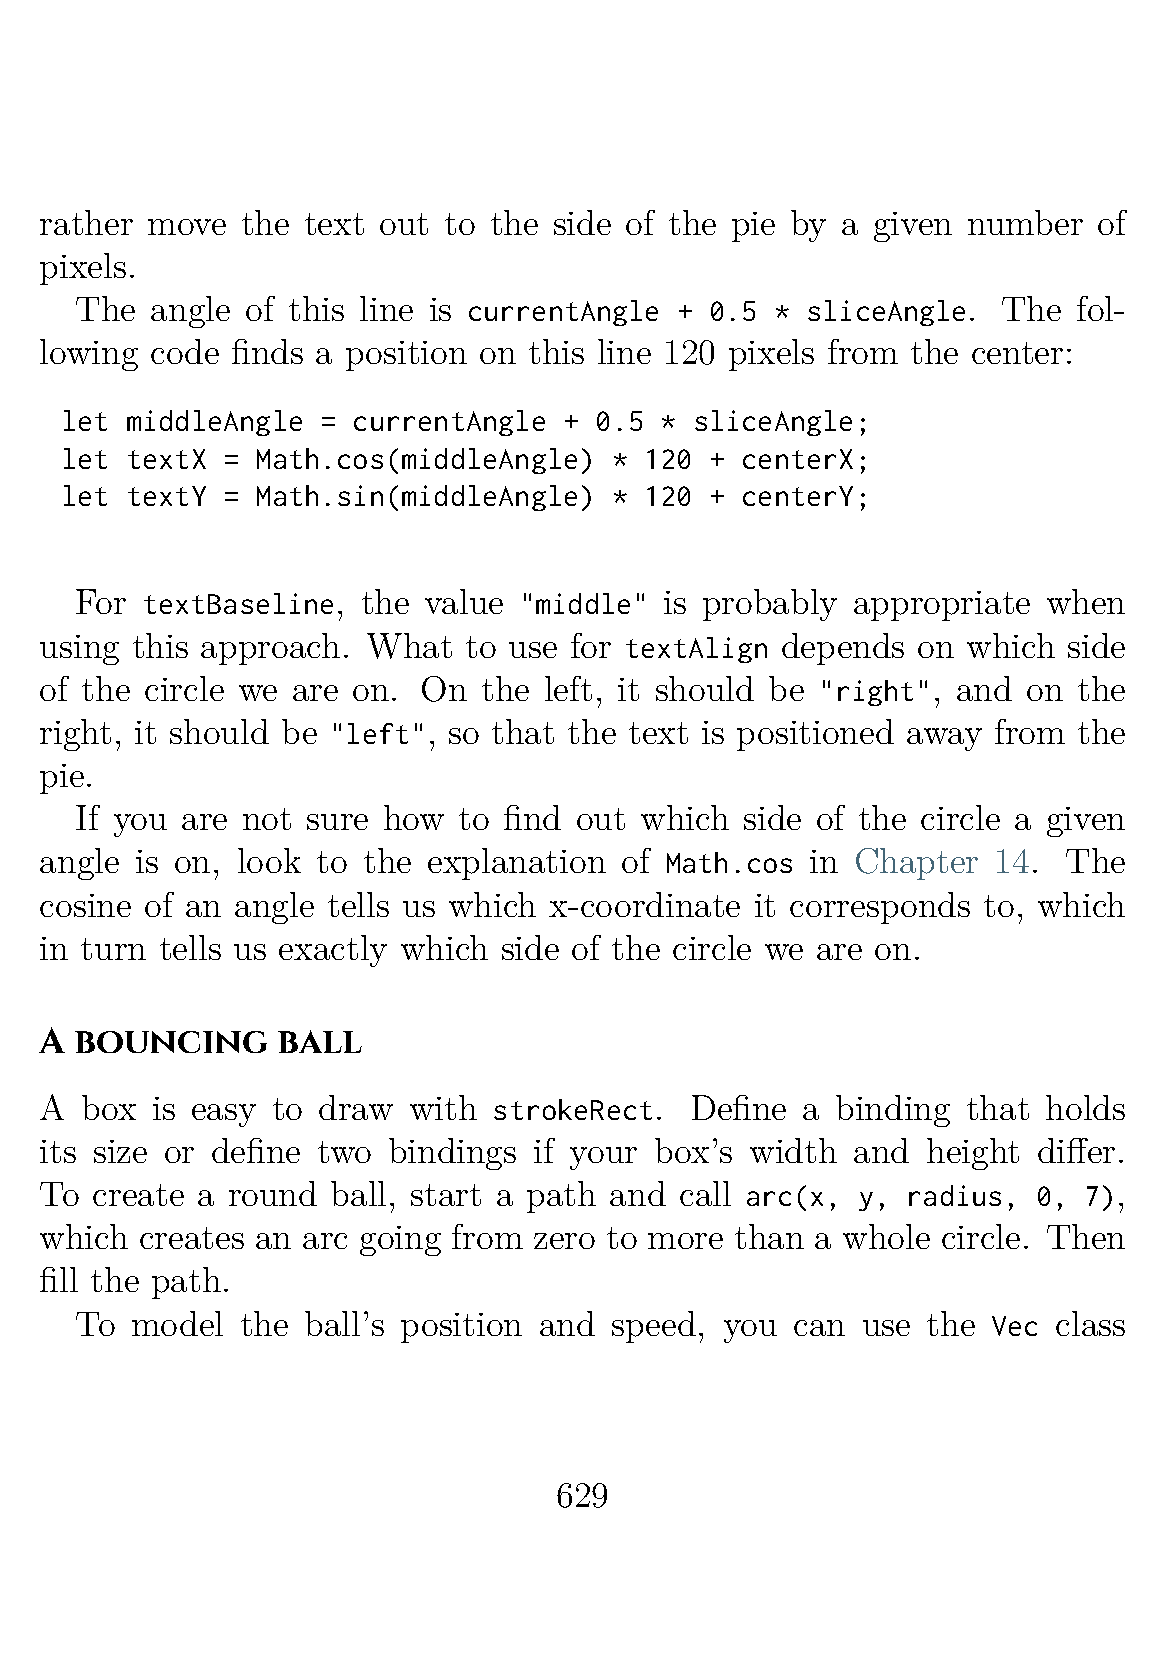 rather move the text out to the side of the pie by a given number of
pixels.
The angle of this line is currentAngle + 0.5 * sliceAngle. The fol-
lowing code finds a position on this line 120 pixels from the center:
let middleAngle = currentAngle + 0.5 * sliceAngle;
let textX = Math.cos(middleAngle) * 120 + centerX;
let textY = Math.sin(middleAngle) * 120 + centerY;
For textBaseline, the value "middle" is probably appropriate when
using this approach. What to use for textAlign depends on which side
of the circle we are on. On the left, it should be "right", and on the
right, it should be "left", so that the text is positioned away from the
pie.
If you are not sure how to find out which side of the circle a given
angle is on, look to the explanation of Math.cos in Chapter 14. The
cosine of an angle tells us which x-coordinate it corresponds to, which
in turn tells us exactly which side of the circle we are on.
A BOUNCING BALL
A box is easy to draw with strokeRect. Define a binding that holds
its size or define two bindings if your box's width and height differ.
To create a round ball, start a path and call arc(x, y, radius, 0, 7),
which creates an arc going from zero to more than a whole circle. Then
fill the path.
To model the ball's position and speed, you can use the Vec class
629